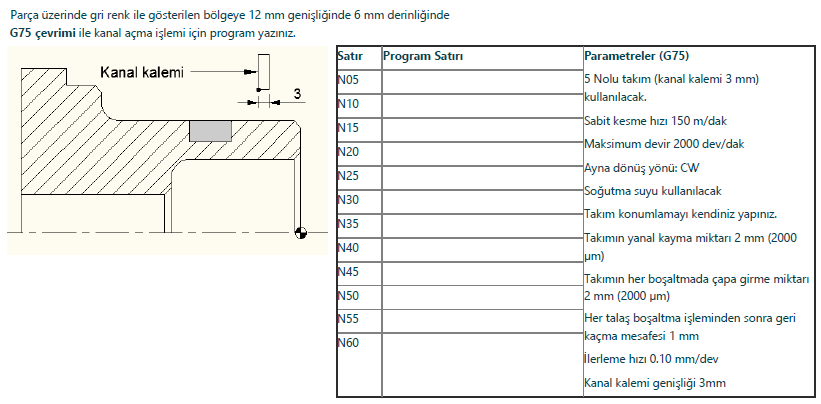 Parça üzerinde gri renk ile gösterilen bölgeye 12 mm genişliğinde 6 mm derinliğinde
G75 çevrimi ile kanal açma işlemi için program yazınız.
Kanal kalemi
3
Satır Program Satırı Parametreler (G75)
N05
N10
N15
N20
N25
N30
N35
N40
N45
N50
N55
N60
5 Nolu takım (kanal kalemi 3 mm)
kullanılacak.
Sabit kesme hızı 150 m/dak
Maksimum devir 2000 dev/dak
Ayna dönüş yönü: CW
Soğutma suyu kullanılacak
Takım konumlamayı kendiniz yapınız.
Takımın yanal kayma miktarı 2 mm (2000
µm)
Takımın her boşaltmada çapa girme miktarı
2 mm (2000 µm)
Her talaş boşaltma işleminden sonra geri
kaçma mesafesi 1 mm
İlerleme hızı 0.10 mm/dev
Kanal kalemi genişliği 3mm